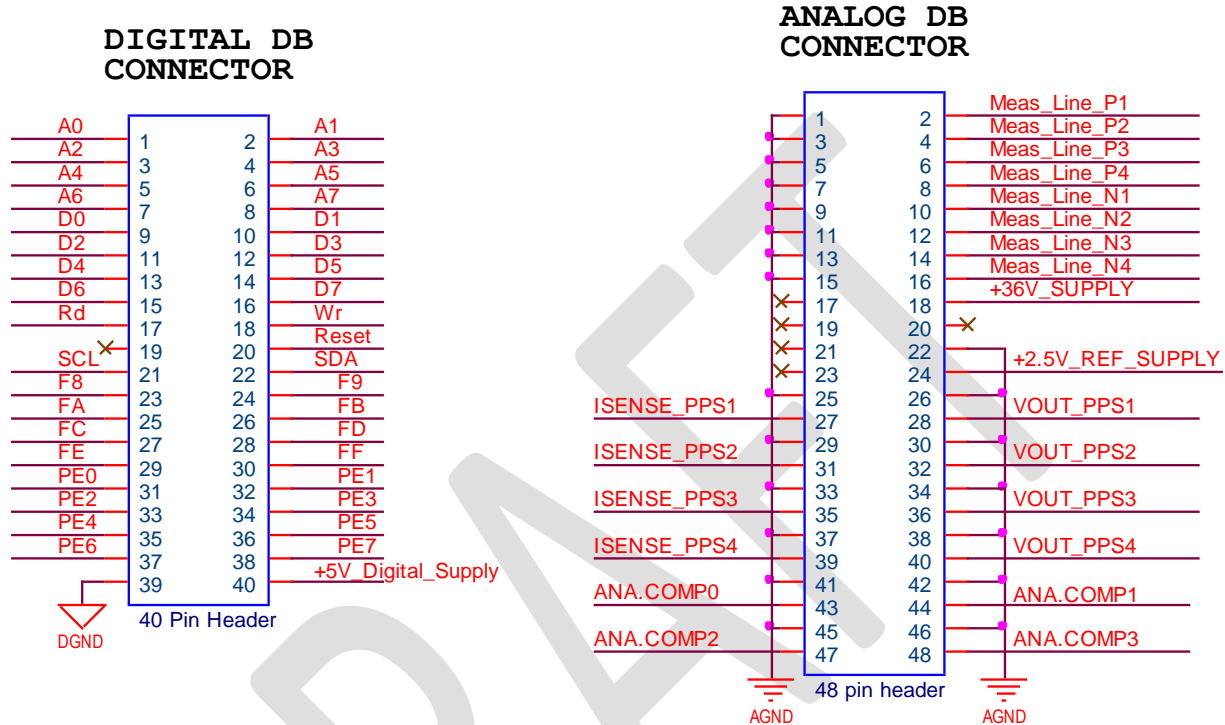 DIGITAL DB
CONNECTOR
A0 1 2 A1
A2 3 4 A3
A4 5 6 A5
A6 7 8 A7
D0 9 10 D1
D2 11 12 D3
D4 13 14 D5
D6 15 16 D7
Rd 17 18 Wr
19 20 Reset
SCL 21 22 SDA
F8 23 24 F9
FA 25 26 FB
FC 27 28 FD
FE 29 30 FF
PE0 31 32 PE1
PE2 33 34 PE3
PE4 35 36 PE5
PE6 37 38 PE7
39 40 +5V_Digital_Supply
40 Pin Header
DGND
ANALOG DB
CONNECTOR
1 2 Meas_Line_P1
3 4 Meas_Line_P2
5 6 Meas_Line_P3
7 8 Meas_Line_P4
9 10 Meas_Line_N1
11 12 Meas_Line_N2
13 14 Meas_Line_N3
15 16 Meas_Line_N4
17 18 +36V_SUPPLY
19 20
21 22
23 24 +2.5V_REF_SUPPLY
25 26
ISENSE_PPS1 27 28 VOUT_PPS1
29 30
ISENSE_PPS2 31 32 VOUT_PPS2
33 34
ISENSE_PPS3 35 36 VOUT_PPS3
37 38
ISENSE_PPS4 39 40 VOUT_PPS4
41 42
ANA.COMP0 43 44 ANA.COMP1
45 46
ANA.COMP2 47 48 ANA.COMP3
48 pin header
AGND AGND
DRAFT